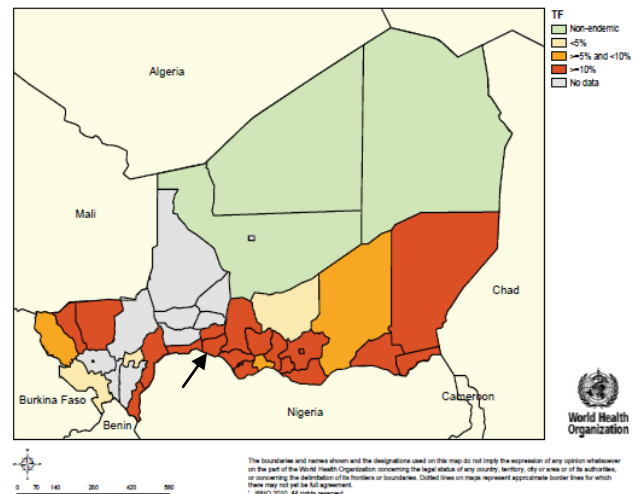 TF
Non-endemic
<5%
>=5% and <10%
>=10%
No data
Algeria
Mali
Chad
Burkina Faso
Benin
Nigeria
Cameroon
World Health
Organization
0 70 140 280 420 560
The boundaries and names shown and the designations used on this map do not imply the expression of any opinion whatsoever
on the part of the World Health Organization concerning the legal status of any country, territory, city or area or of its authorities,
or concerning the delimitation of its frontiers or boundaries. Dotted lines on maps represent approximate border lines for which
there may not yet be full agreement.
WHO 2010. All rights reserved